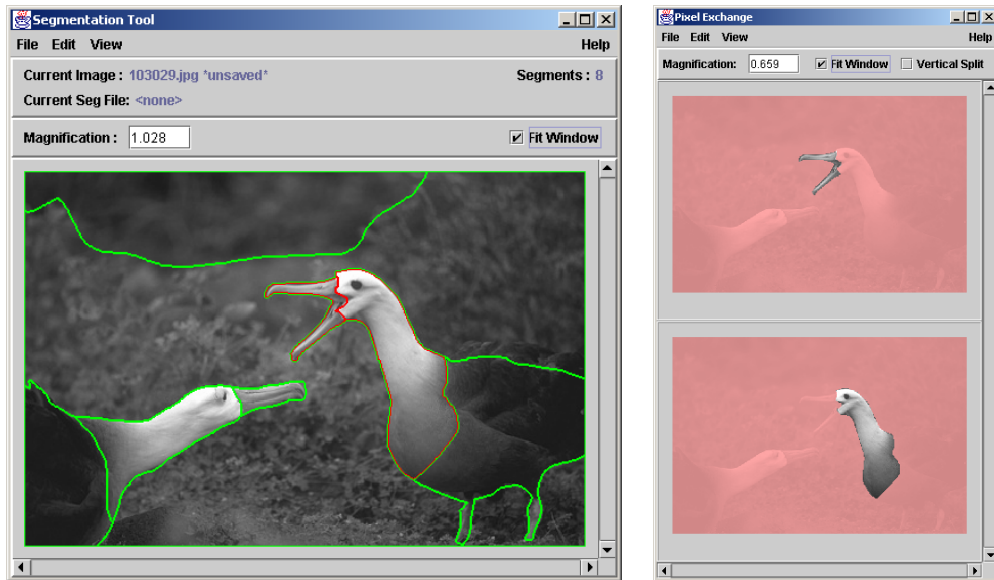 Segmentation Tool
File Edit View Help
Current Image : 103029.jpg *unsaved* Segments : 8
Current Seg File: <none>
Magnification : 1.028 Fit Window
Pixel Exchange
File Edit View Help
Magnification: 0.659 Fit Window Vertical Split